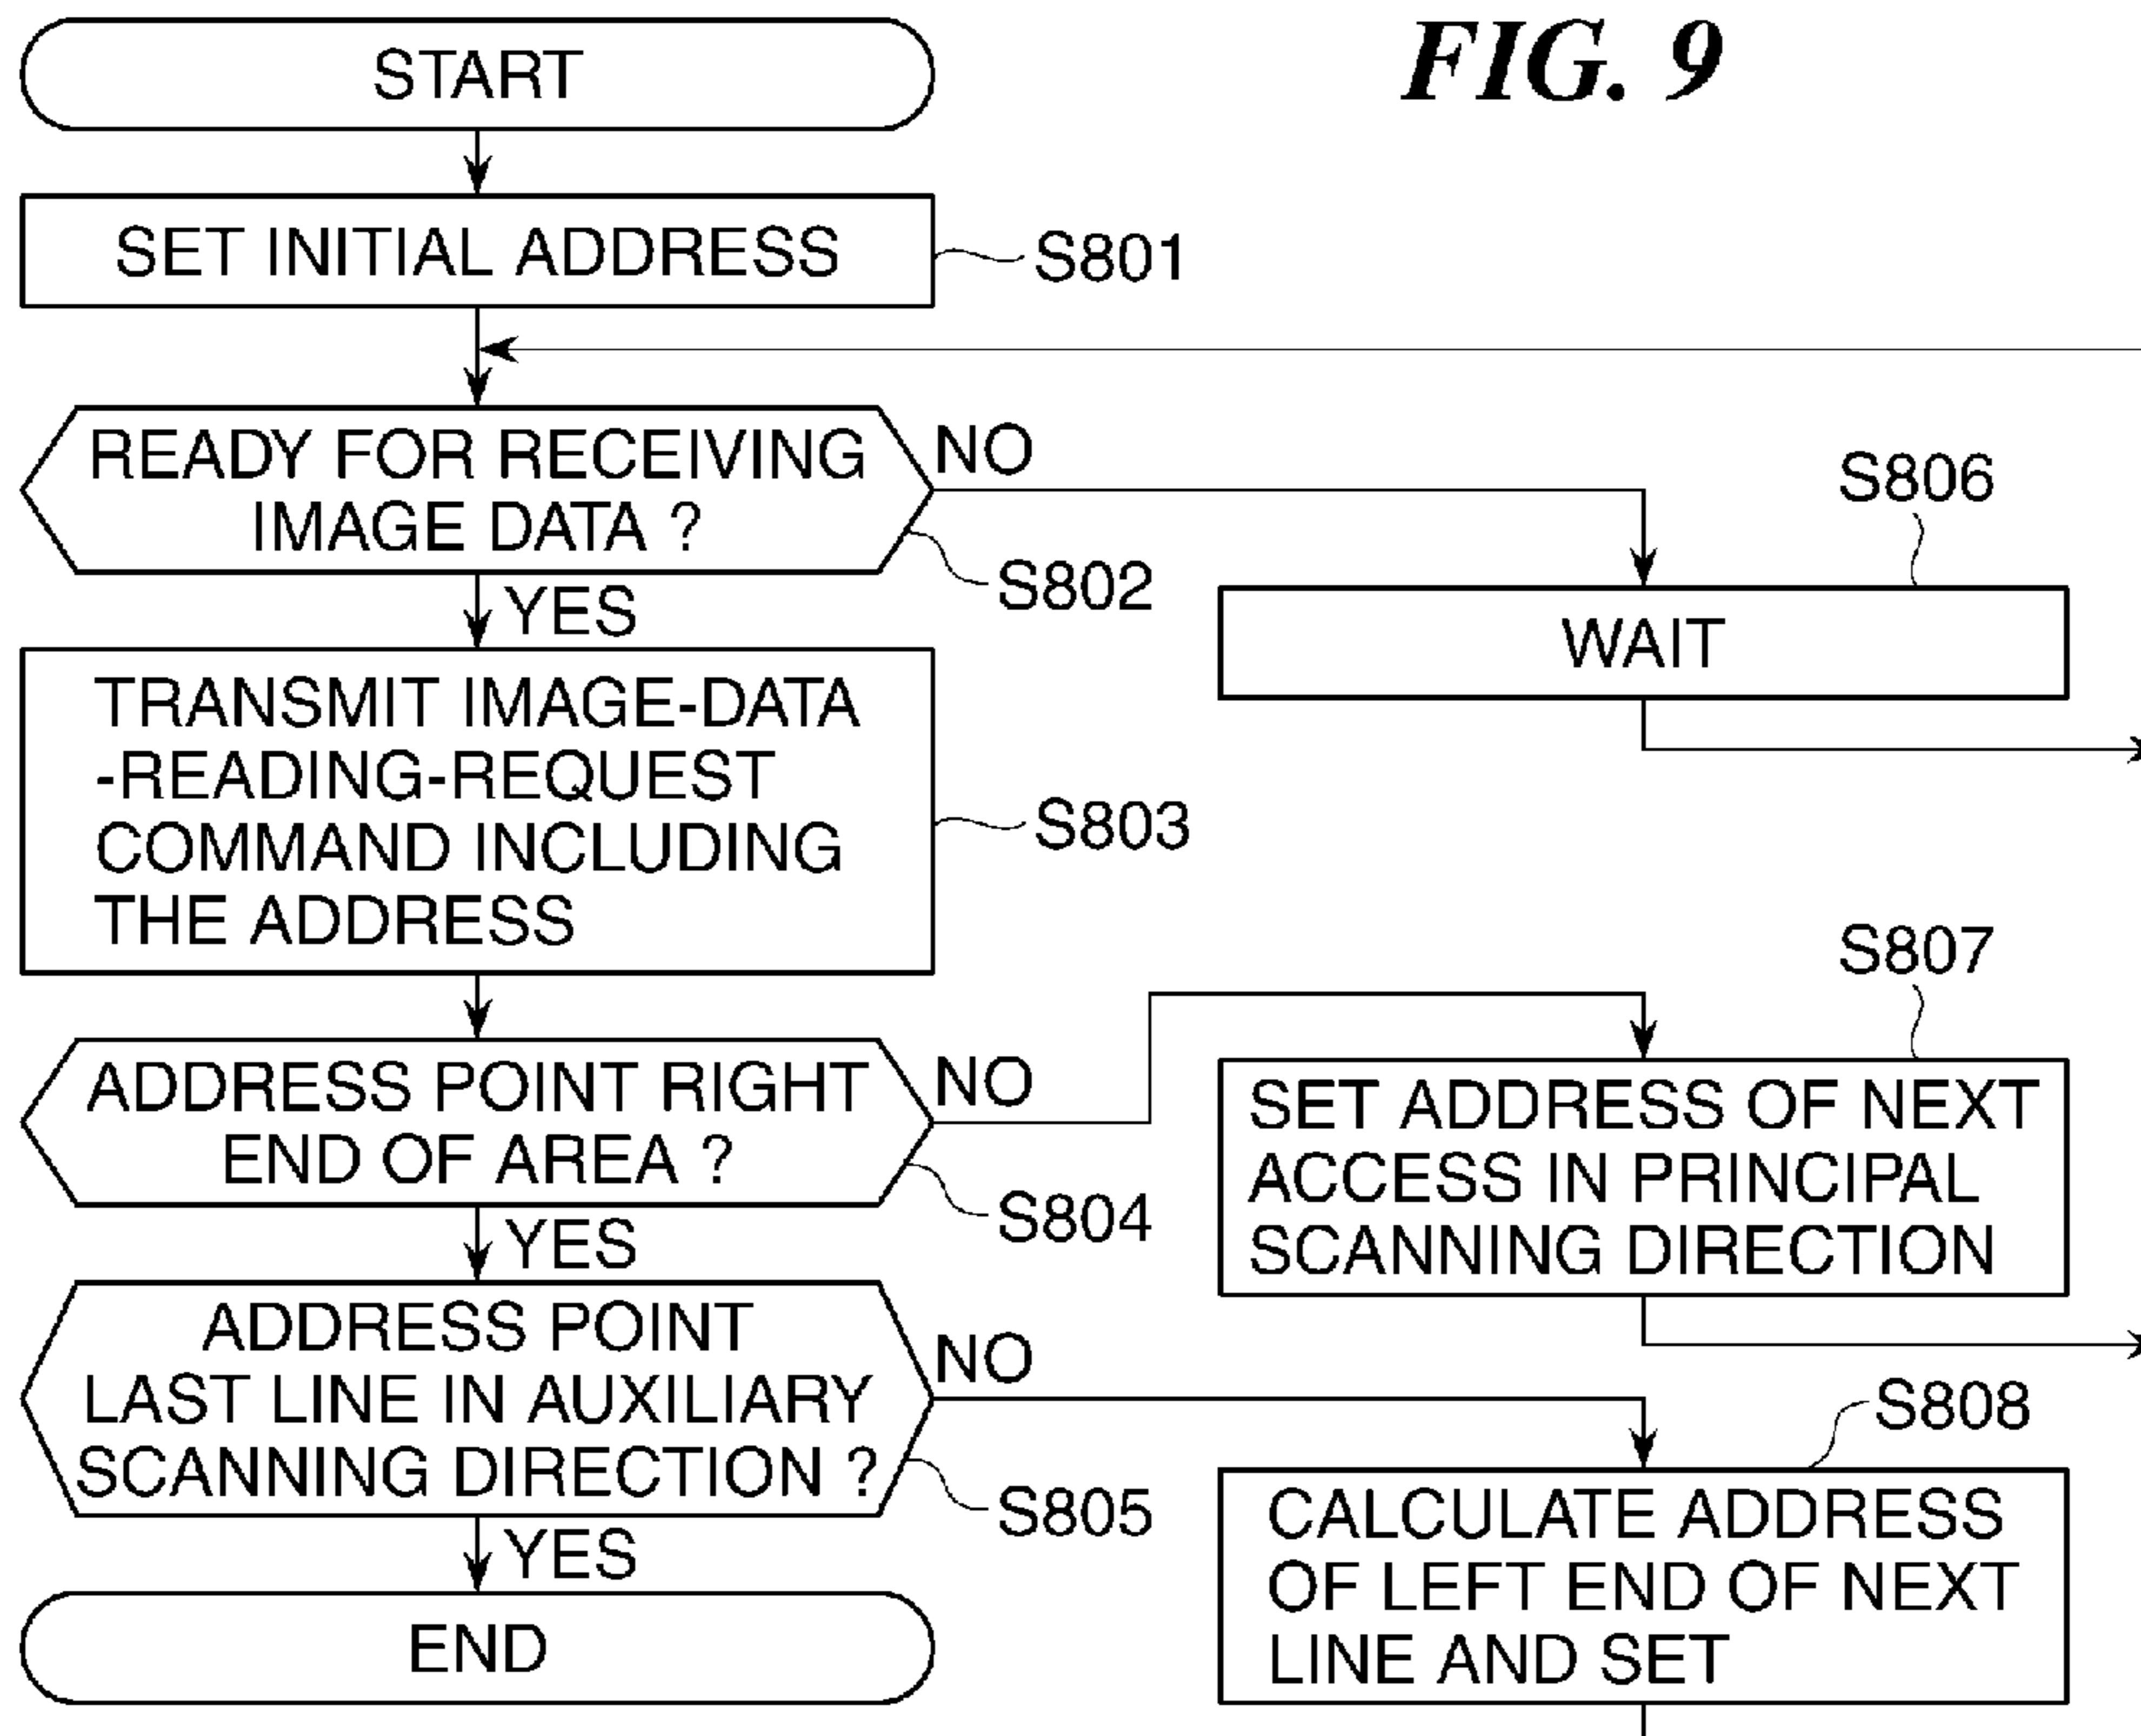 FIG. 9
START
SET INITIAL ADDRESS
S801
READY FOR RECEIVING
IMAGE DATA ?
NO
S802
YES
S806
WAIT
TRANSMIT IMAGE-DATA
-READING-REQUEST
COMMAND INCLUDING
THE ADDRESS
S803
ADDRESS POINT RIGHT
END OF AREA ?
NO
S804
YES
S807
SET ADDRESS OF NEXT
ACCESS IN PRINCIPAL
SCANNING DIRECTION
ADDRESS POINT
LAST LINE IN AUXILIARY
SCANNING DIRECTION ?
NO
S805
YES
S808
CALCULATE ADDRESS
OF LEFT END OF NEXT
LINE AND SET
END